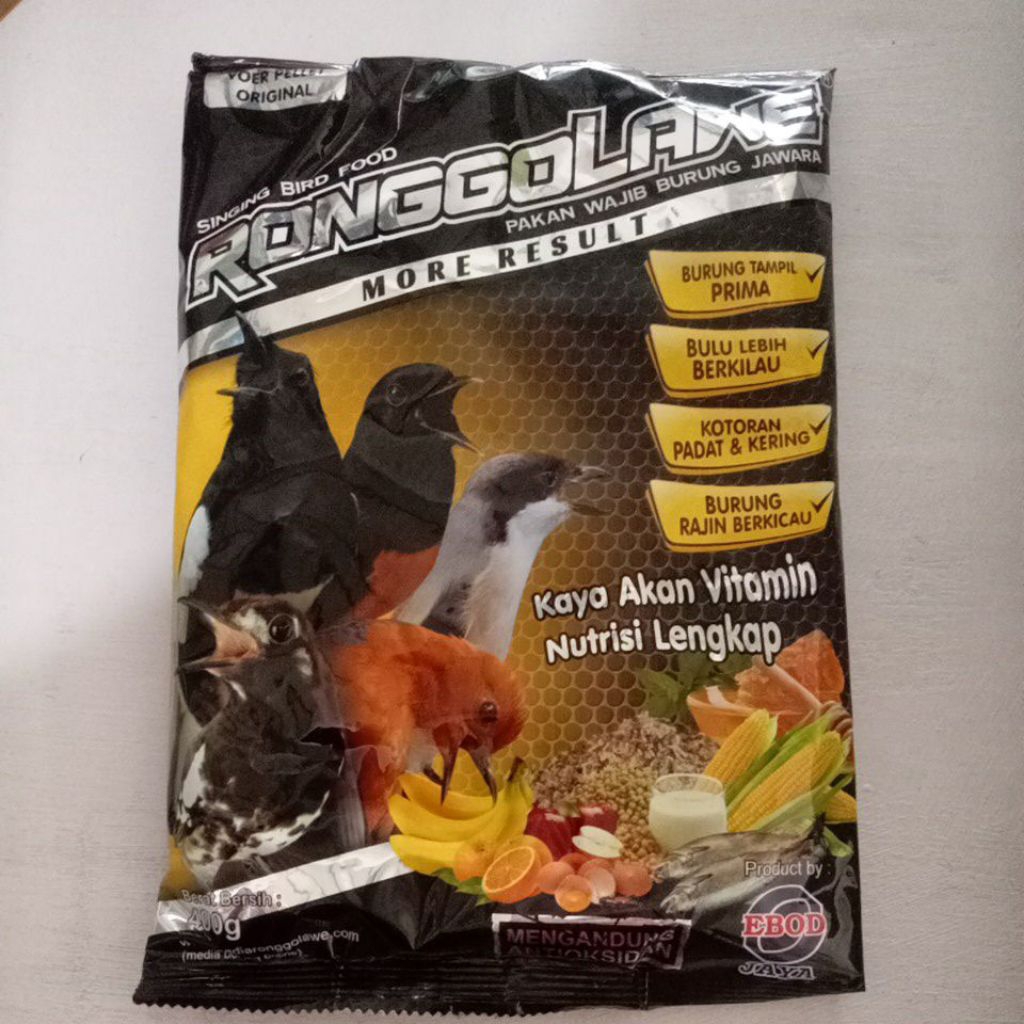 VOER PELLET
ORIGINAL
SINGING BIRD FOOD
RONGGOLAWE
PAKAN WAJIB BURUNG JAWARA
MORE RESULT
BURUNG TAMPIL
PRIMA
BULU LEBIH
BERKILAU
KOTORAN
PADAT & KERING
BURUNG
RAJIN BERKICAU
Kaya Akan Vitamin
Nutrisi Lengkap
Product by :
EBOD
JAYA
Berat Bersih :
400g
(media
MENGANDUNG
ANTIOKSIDAN